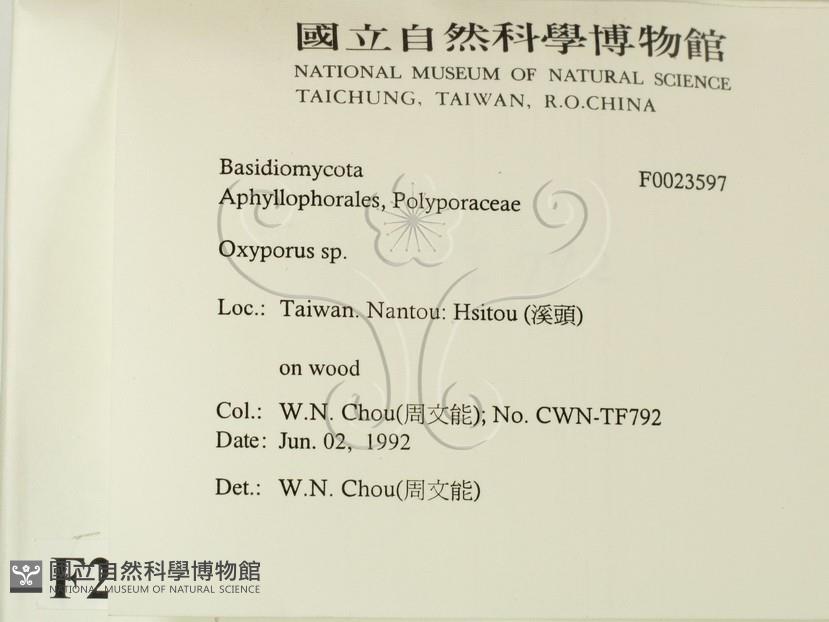 國立自然科學博物館
NATIONAL MUSEUM OF NATURAL SCIENCE
TAICHUNG, TAIWAN, R.O.CHINA
Basidiomycota
F0023597
Aphyllophorales, Polyporaceae
Oxyporus sp.
Loc.: Taiwan. Nantou: Hsitou (溪頭)
on wood
Col.: W.N. Chou(周文能); No. CWN-TF792
Date: Jun. 02, 1992
Det.: W.N. Chou(周文能)
F2
國立自然科學博物館
NATIONAL MUSEUM OF NATURAL SCIENCE